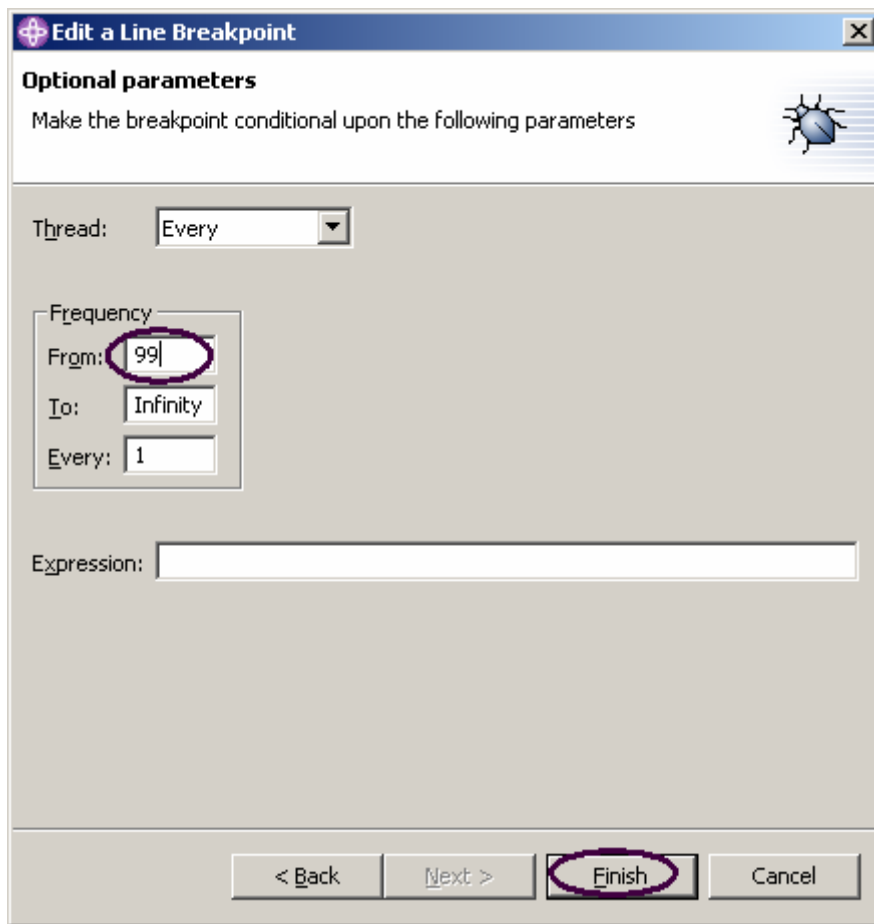 Edit a Line Breakpoint
Optional parameters
Make the breakpoint conditional upon the following parameters
Thread: Every
Frequency
From: 99
To: Infinity
Every: 1
Expression:
< Back Next > Finish Cancel